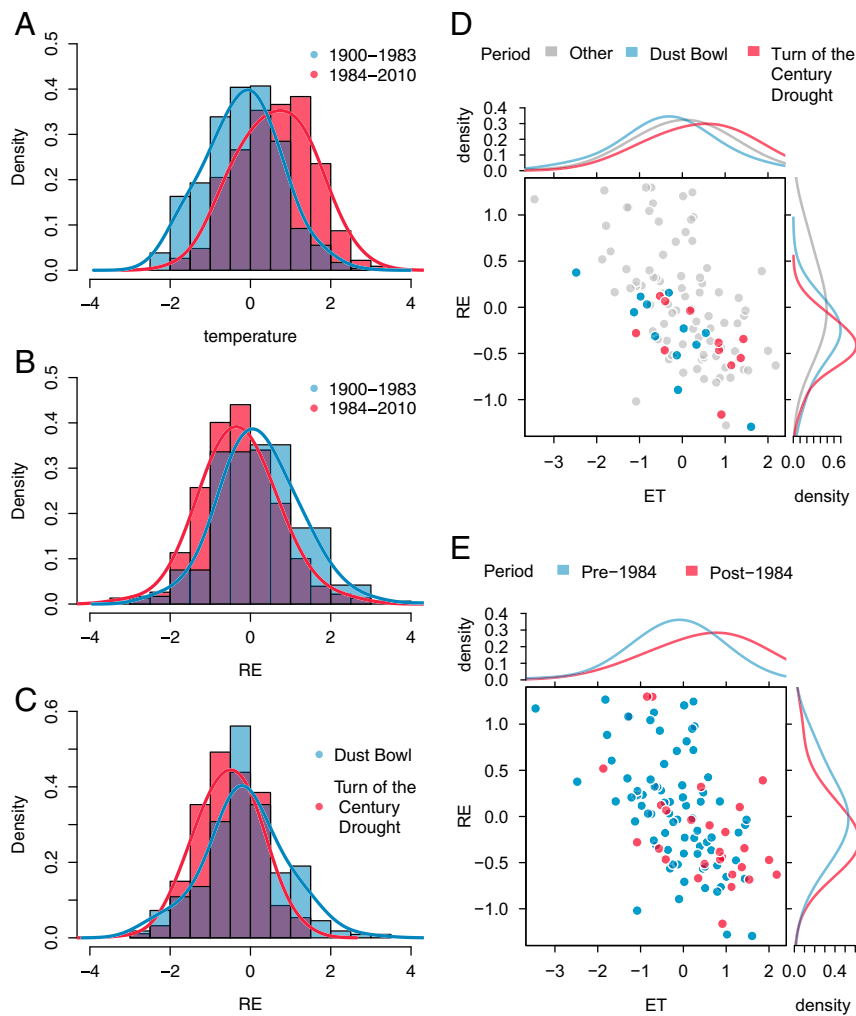 A
0.5
0.4
0.3
0.2
0.1
0.0
Density
1900−1983
1984−2010
−4 −2 0 2 4
temperature
B
0.5
0.4
0.3
0.2
0.1
0.0
Density
1900−1983
1984−2010
−4 −2 0 2 4
RE
C
0.6
0.4
0.2
0.0
Density
Dust Bowl
Turn of the
Century
Drought
−4 −2 0 2 4
RE
D
Period Other Dust Bowl Turn of the
Century
Drought
density
0.4
0.3
0.2
0.1
0.0
RE
1.0
0.5
0.0
−0.5
−1.0
−3 −2 −1 0 1 2
ET
0.0 0.6
density
E
Period Pre−1984 Post−1984
density
0.4
0.3
0.2
0.1
0.0
RE
1.0
0.5
0.0
−0.5
−1.0
−3 −2 −1 0 1 2
ET
0.0 0.4
density